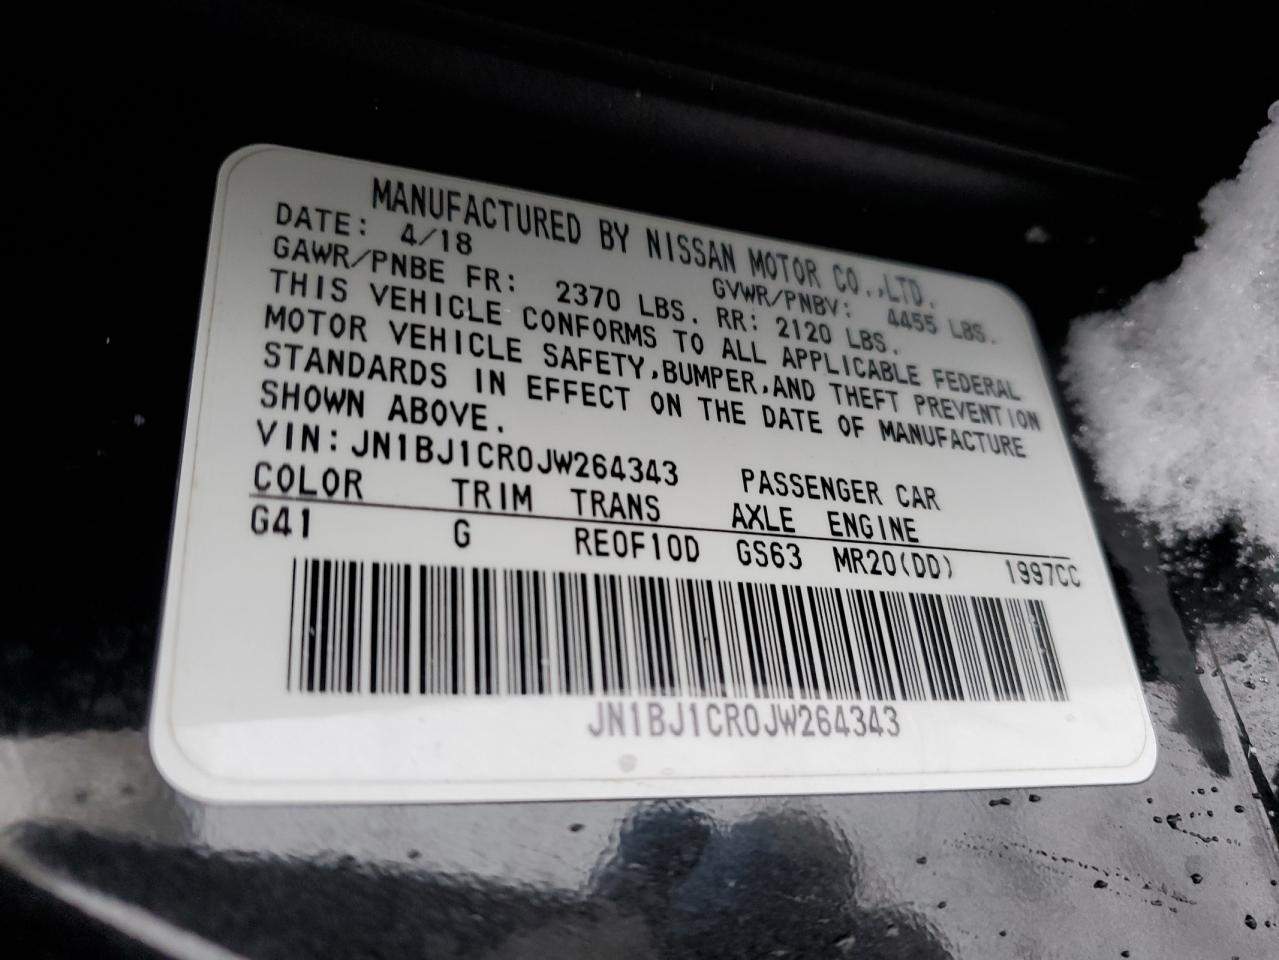 MANUFACTURED BY NISSAN MOTOR CO.,LTD.
DATE: 4/18 GVWR/PNBV: 4455 LBS.
GAWR/PNBE FR: 2370 LBS. RR: 2120 LBS.
THIS VEHICLE CONFORMS TO ALL APPLICABLE FEDERAL
MOTOR VEHICLE SAFETY,BUMPER,AND THEFT PREVENTION
STANDARDS IN EFFECT ON THE DATE OF MANUFACTURE
SHOWN ABOVE.
VIN:JN1BJ1CR0JW264343 PASSENGER CAR
COLOR TRIM TRANS AXLE ENGINE
G41 G RE0F10D GS63 MR20(DD) 1997CC
JN1BJ1CR0JW264343